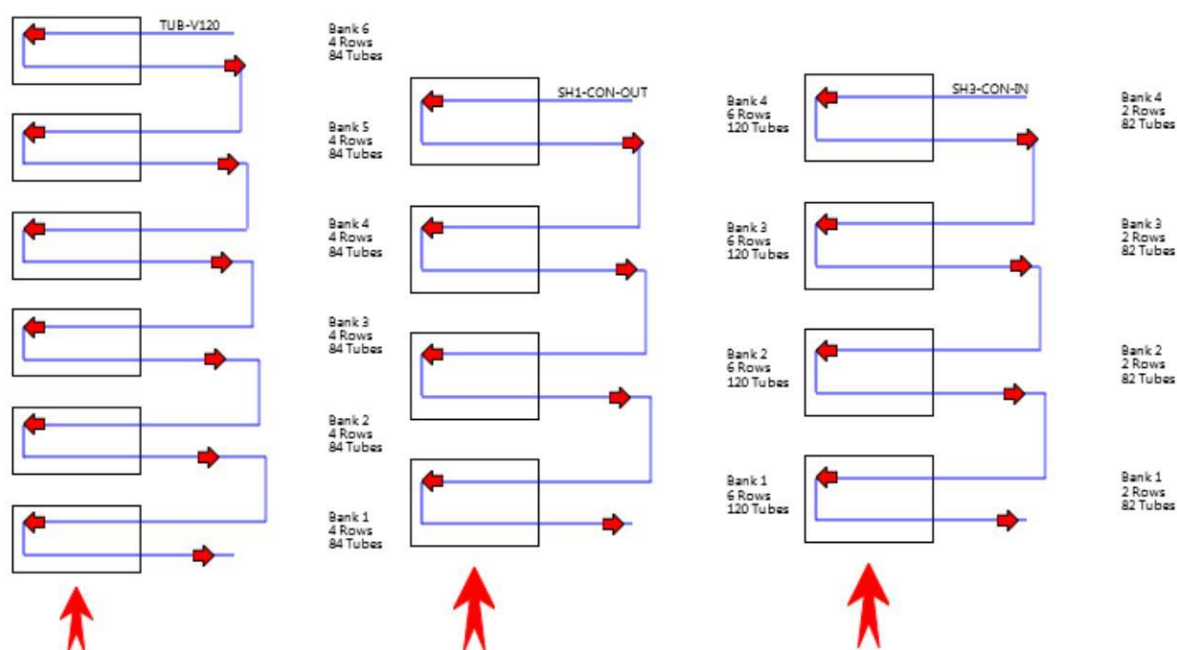 TUB-V120
Bank 6
4 Rows
84 Tubes
Bank 5
4 Rows
84 Tubes
Bank 4
4 Rows
84 Tubes
Bank 3
4 Rows
84 Tubes
Bank 2
4 Rows
84 Tubes
Bank 1
4 Rows
84 Tubes
SH1-CON-OUT
Bank 4
6 Rows
120 Tubes
Bank 3
6 Rows
120 Tubes
Bank 2
6 Rows
120 Tubes
Bank 1
6 Rows
120 Tubes
SH3-CON-IN
Bank 4
2 Rows
82 Tubes
Bank 3
2 Rows
82 Tubes
Bank 2
2 Rows
82 Tubes
Bank 1
2 Rows
82 Tubes